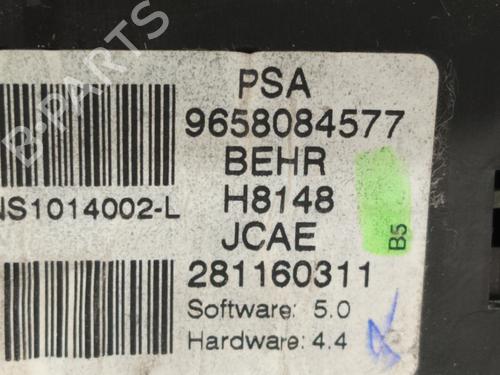 PSA
9658084577
BEHR
NS1014002-L
H8148
JCAE
281160311
Software: 5.0
Hardware: 4.4
B5
B-PARTS